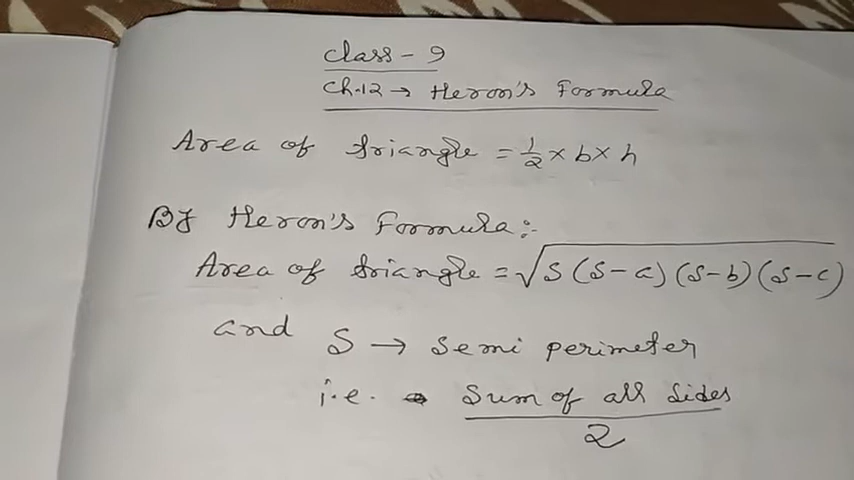 Class - 9
Ch.12 → Heron's Formula
Area of triangle = 1/2 × b × h
By Heron's Formula:-
Area of triangle = √S(S-a)(S-b)(S-c)
and S → Semi perimeter
i.e. Sum of all sides
2